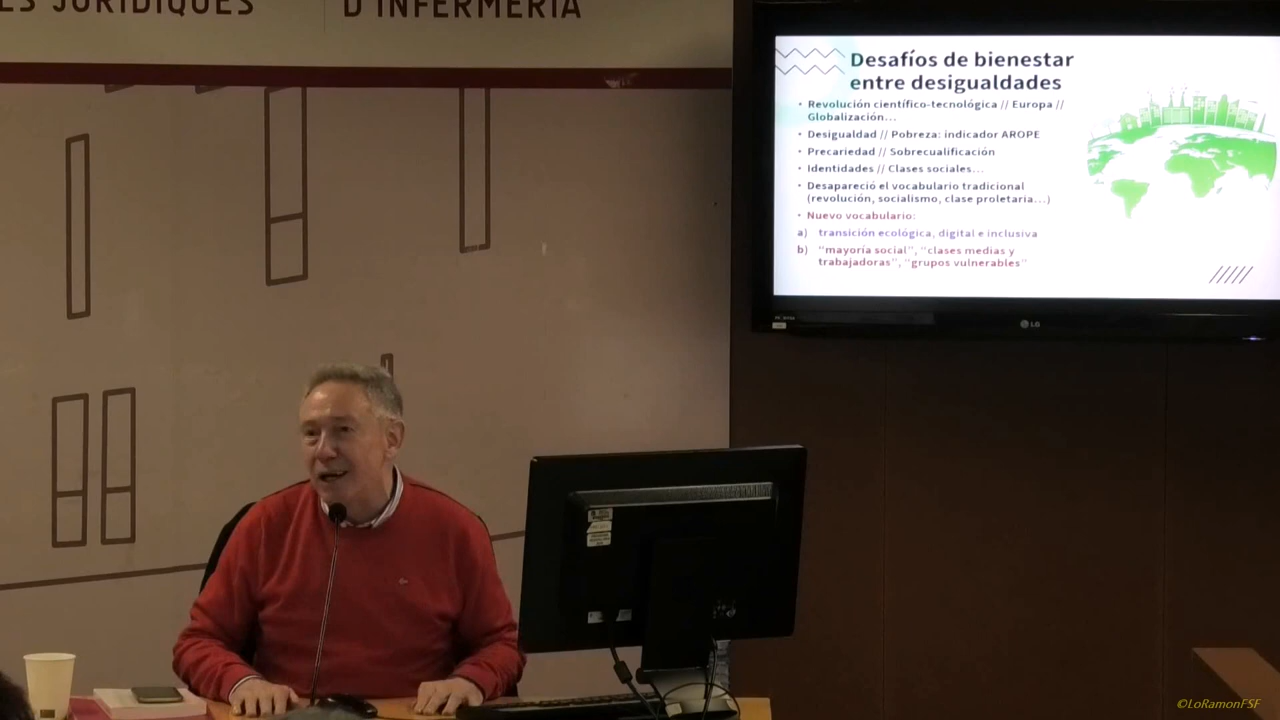 ES JURÍDIQUES
D'INFERMERIA
Desafíos de bienestar
entre desigualdades
• Revolución científico-tecnológica // Europa //
Globalización...
• Desigualdad // Pobreza: indicador AROPE
• Precariedad // Sobrecualificación
• Identidades // Clases sociales...
• Desapareció el vocabulario tradicional
(revolución, socialismo, clase proletaria...)
• Nuevo vocabulario:
a) transición ecológica, digital e inclusiva
b) "mayoría social", "clases medias y
trabajadoras", "grupos vulnerables"
LG
©LoRamonFSF